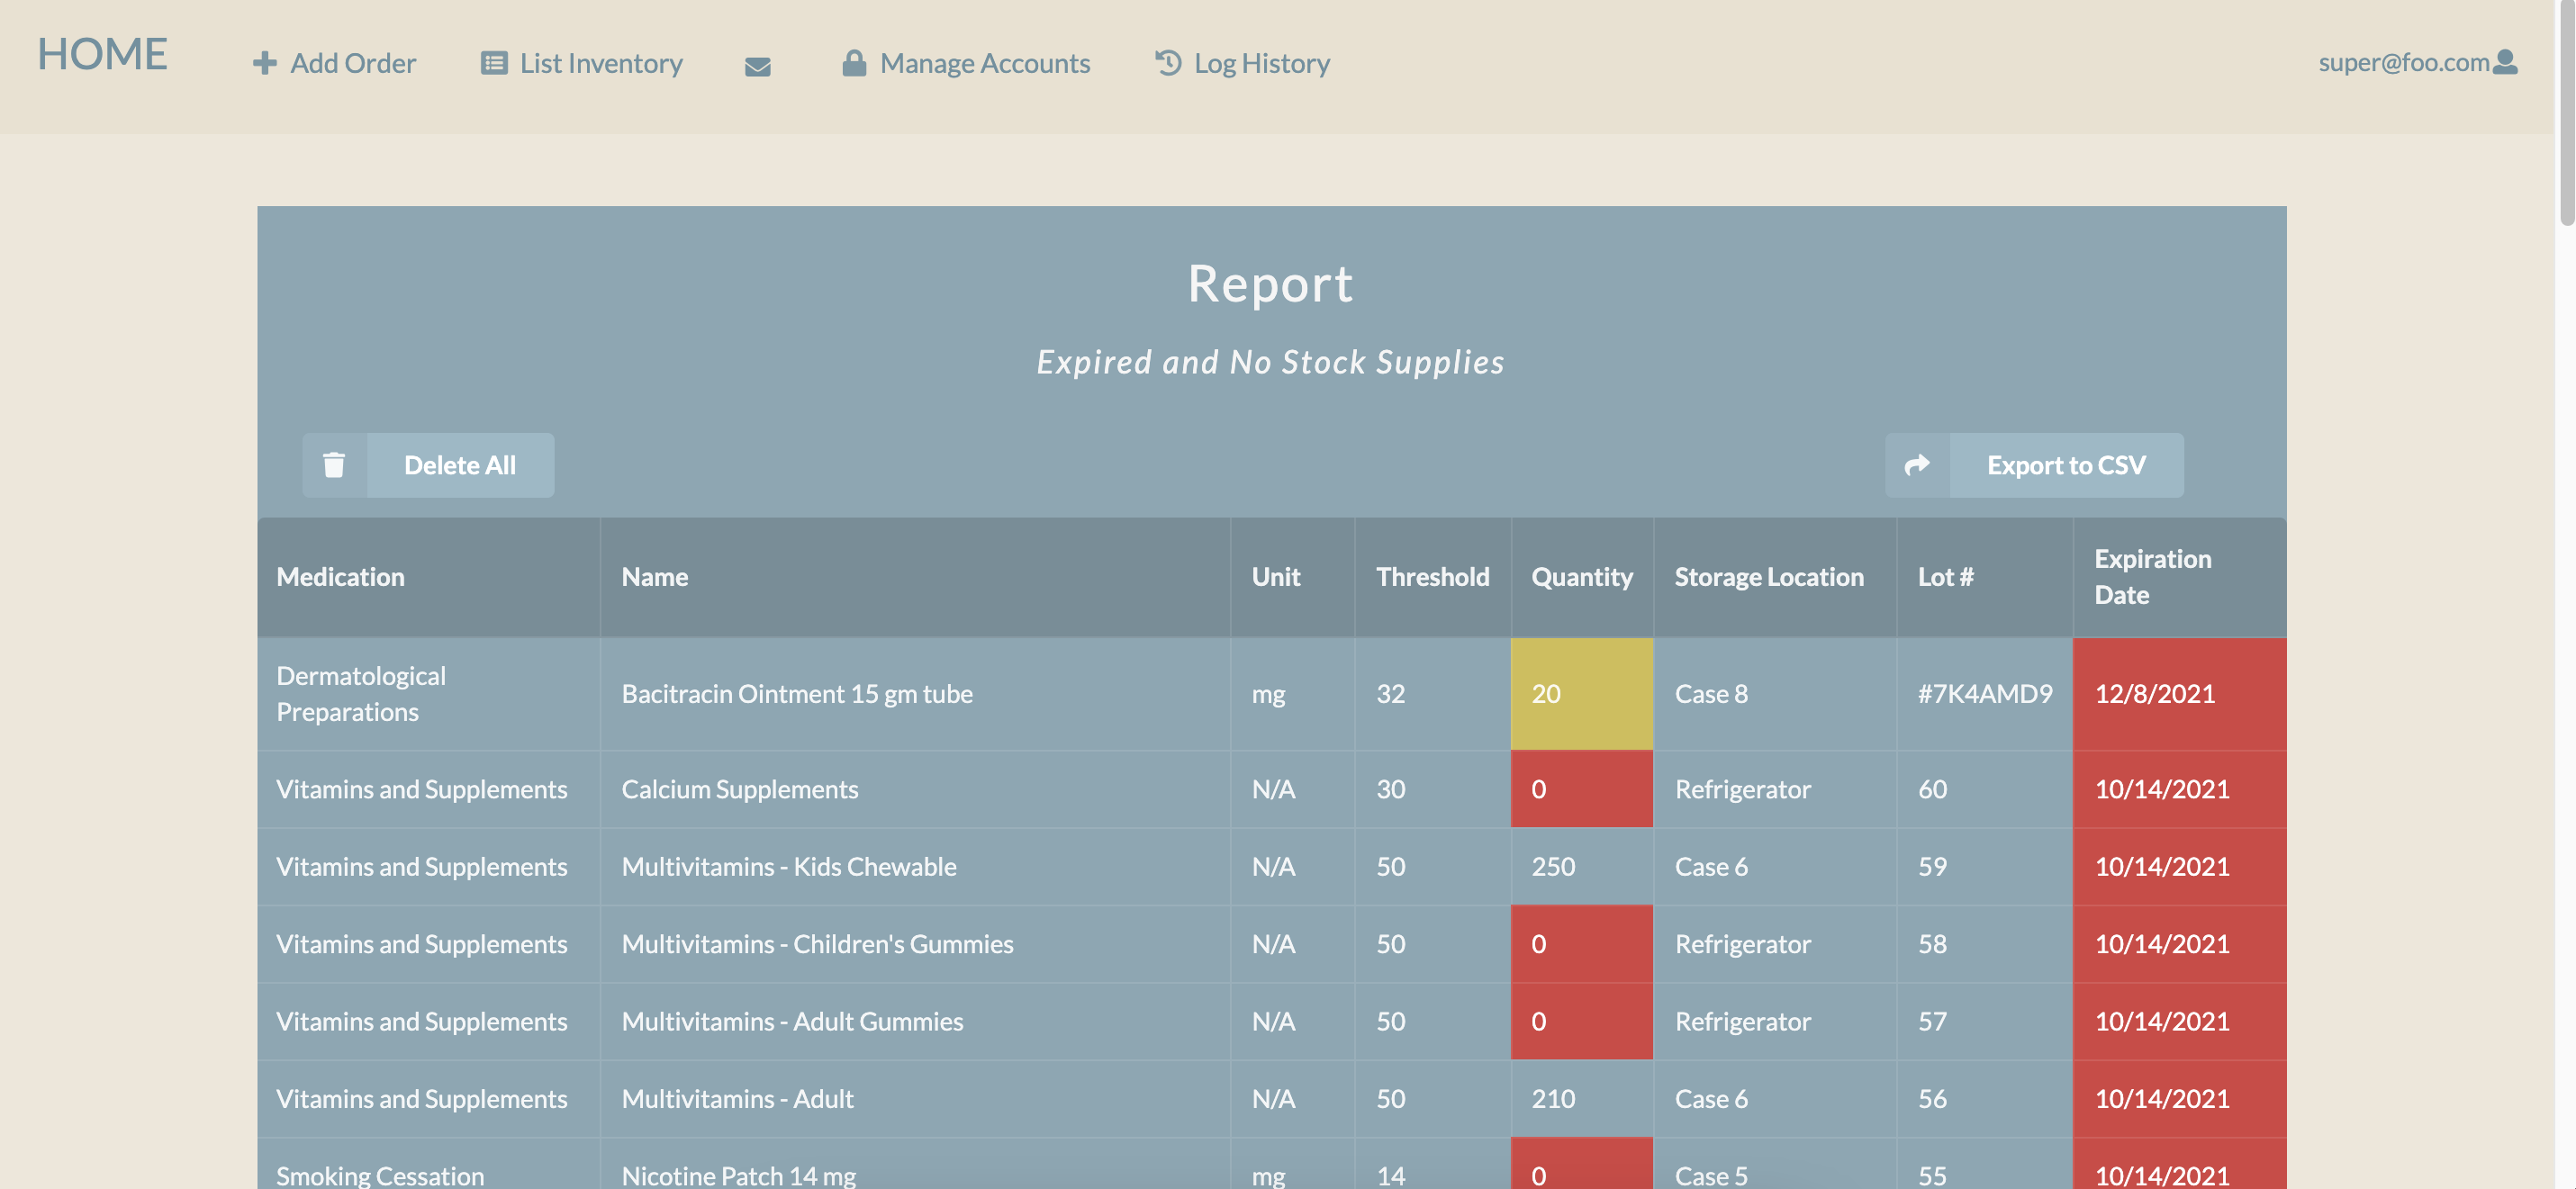 HOME Add Order List Inventory Manage Accounts Log History super@foo.com
Report
Expired and No Stock Supplies
Delete All Export to CSV
Medication Name Unit Threshold Quantity Storage Location Lot # Expiration Date
Dermatological Preparations Bacitracin Ointment 15 gm tube mg 32 20 Case 8 #7K4AMD9 12/8/2021
Vitamins and Supplements Calcium Supplements N/A 30 0 Refrigerator 60 10/14/2021
Vitamins and Supplements Multivitamins - Kids Chewable N/A 50 250 Case 6 59 10/14/2021
Vitamins and Supplements Multivitamins - Children's Gummies N/A 50 0 Refrigerator 58 10/14/2021
Vitamins and Supplements Multivitamins - Adult Gummies N/A 50 0 Refrigerator 57 10/14/2021
Vitamins and Supplements Multivitamins - Adult N/A 50 210 Case 6 56 10/14/2021
Smoking Cessation Nicotine Patch 14 mg mg 14 0 Case 5 55 10/14/2021